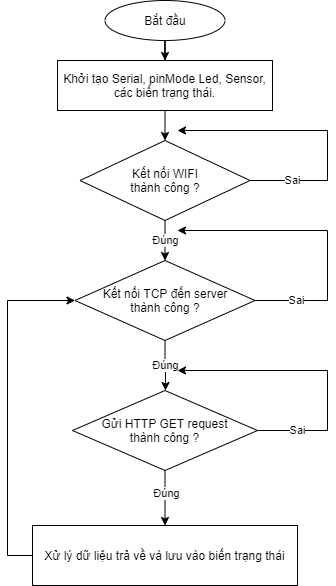 Bắt đầu
Khởi tạo Serial, pinMode Led, Sensor,
các biến trạng thái.
Kết nối WIFI
thành công ?
Sai
Đúng
Kết nối TCP đến server
thành công ?
Sai
Đúng
Gửi HTTP GET request
thành công ?
Sai
Đúng
Xử lý dữ liệu trả về và lưu vào biến trạng thái